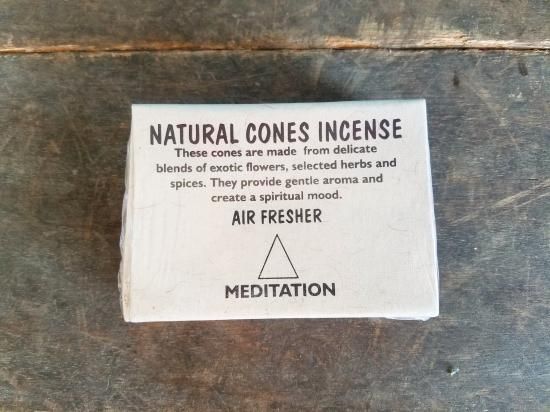 NATURAL CONES INCENSE
These cones are made from delicate
blends of exotic flowers, selected herbs and
spices. They provide gentle aroma and
create a spiritual mood.
AIR FRESHER
MEDITATION